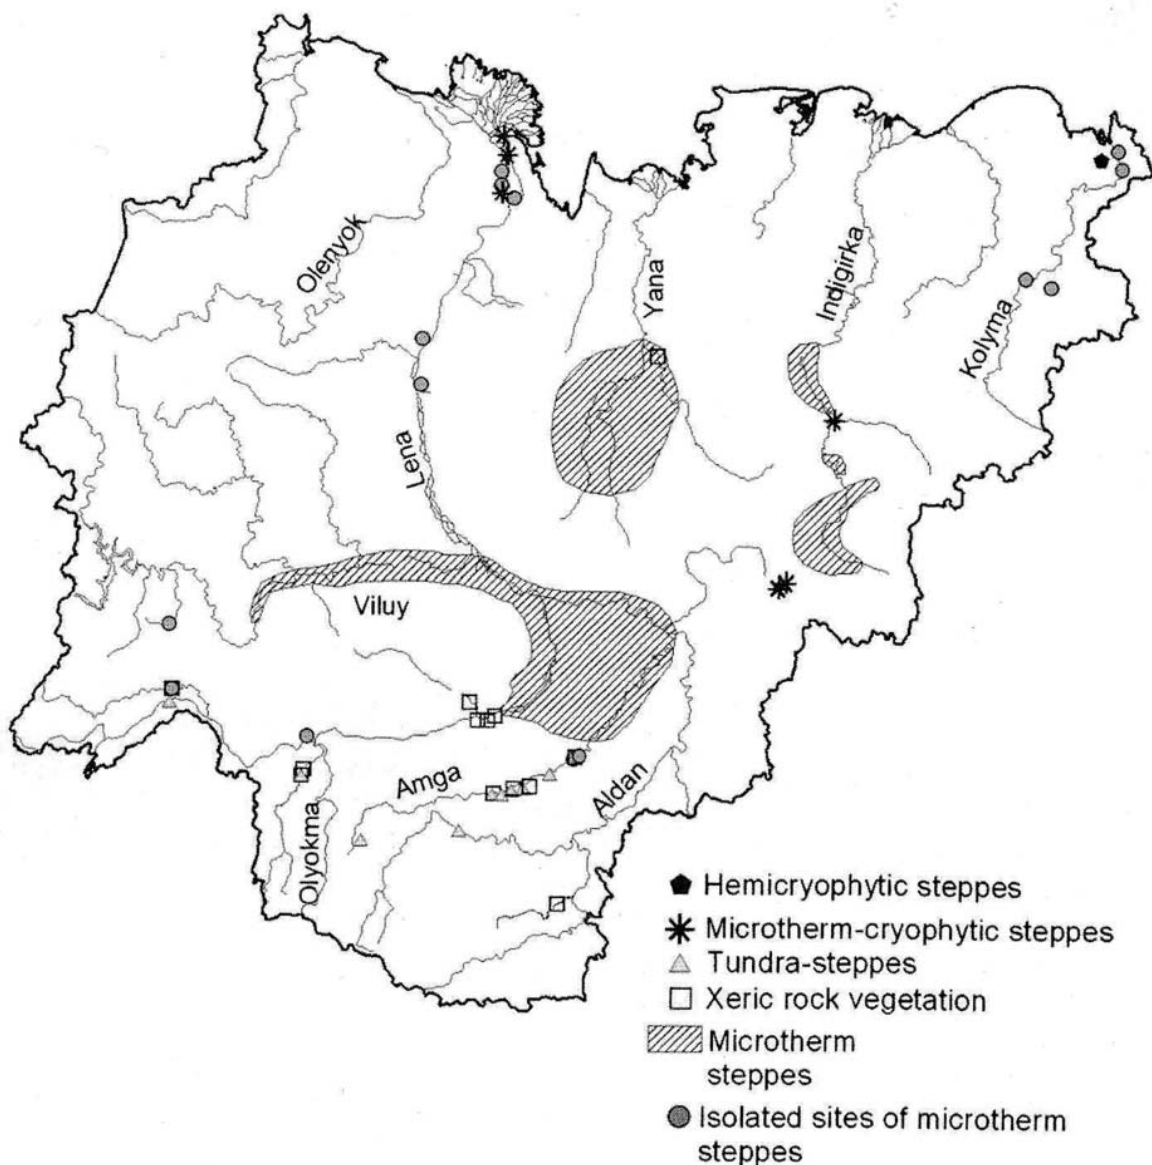 Olenyok
Lena
Yana
Indigirka
Kolyma
Viluy
Amga
Aldan
Olyokma
Hemicryophytic steppes
Microtherm-cryophytic steppes
Tundra-steppes
Xeric rock vegetation
Microtherm
steppes
Isolated sites of microtherm
steppes